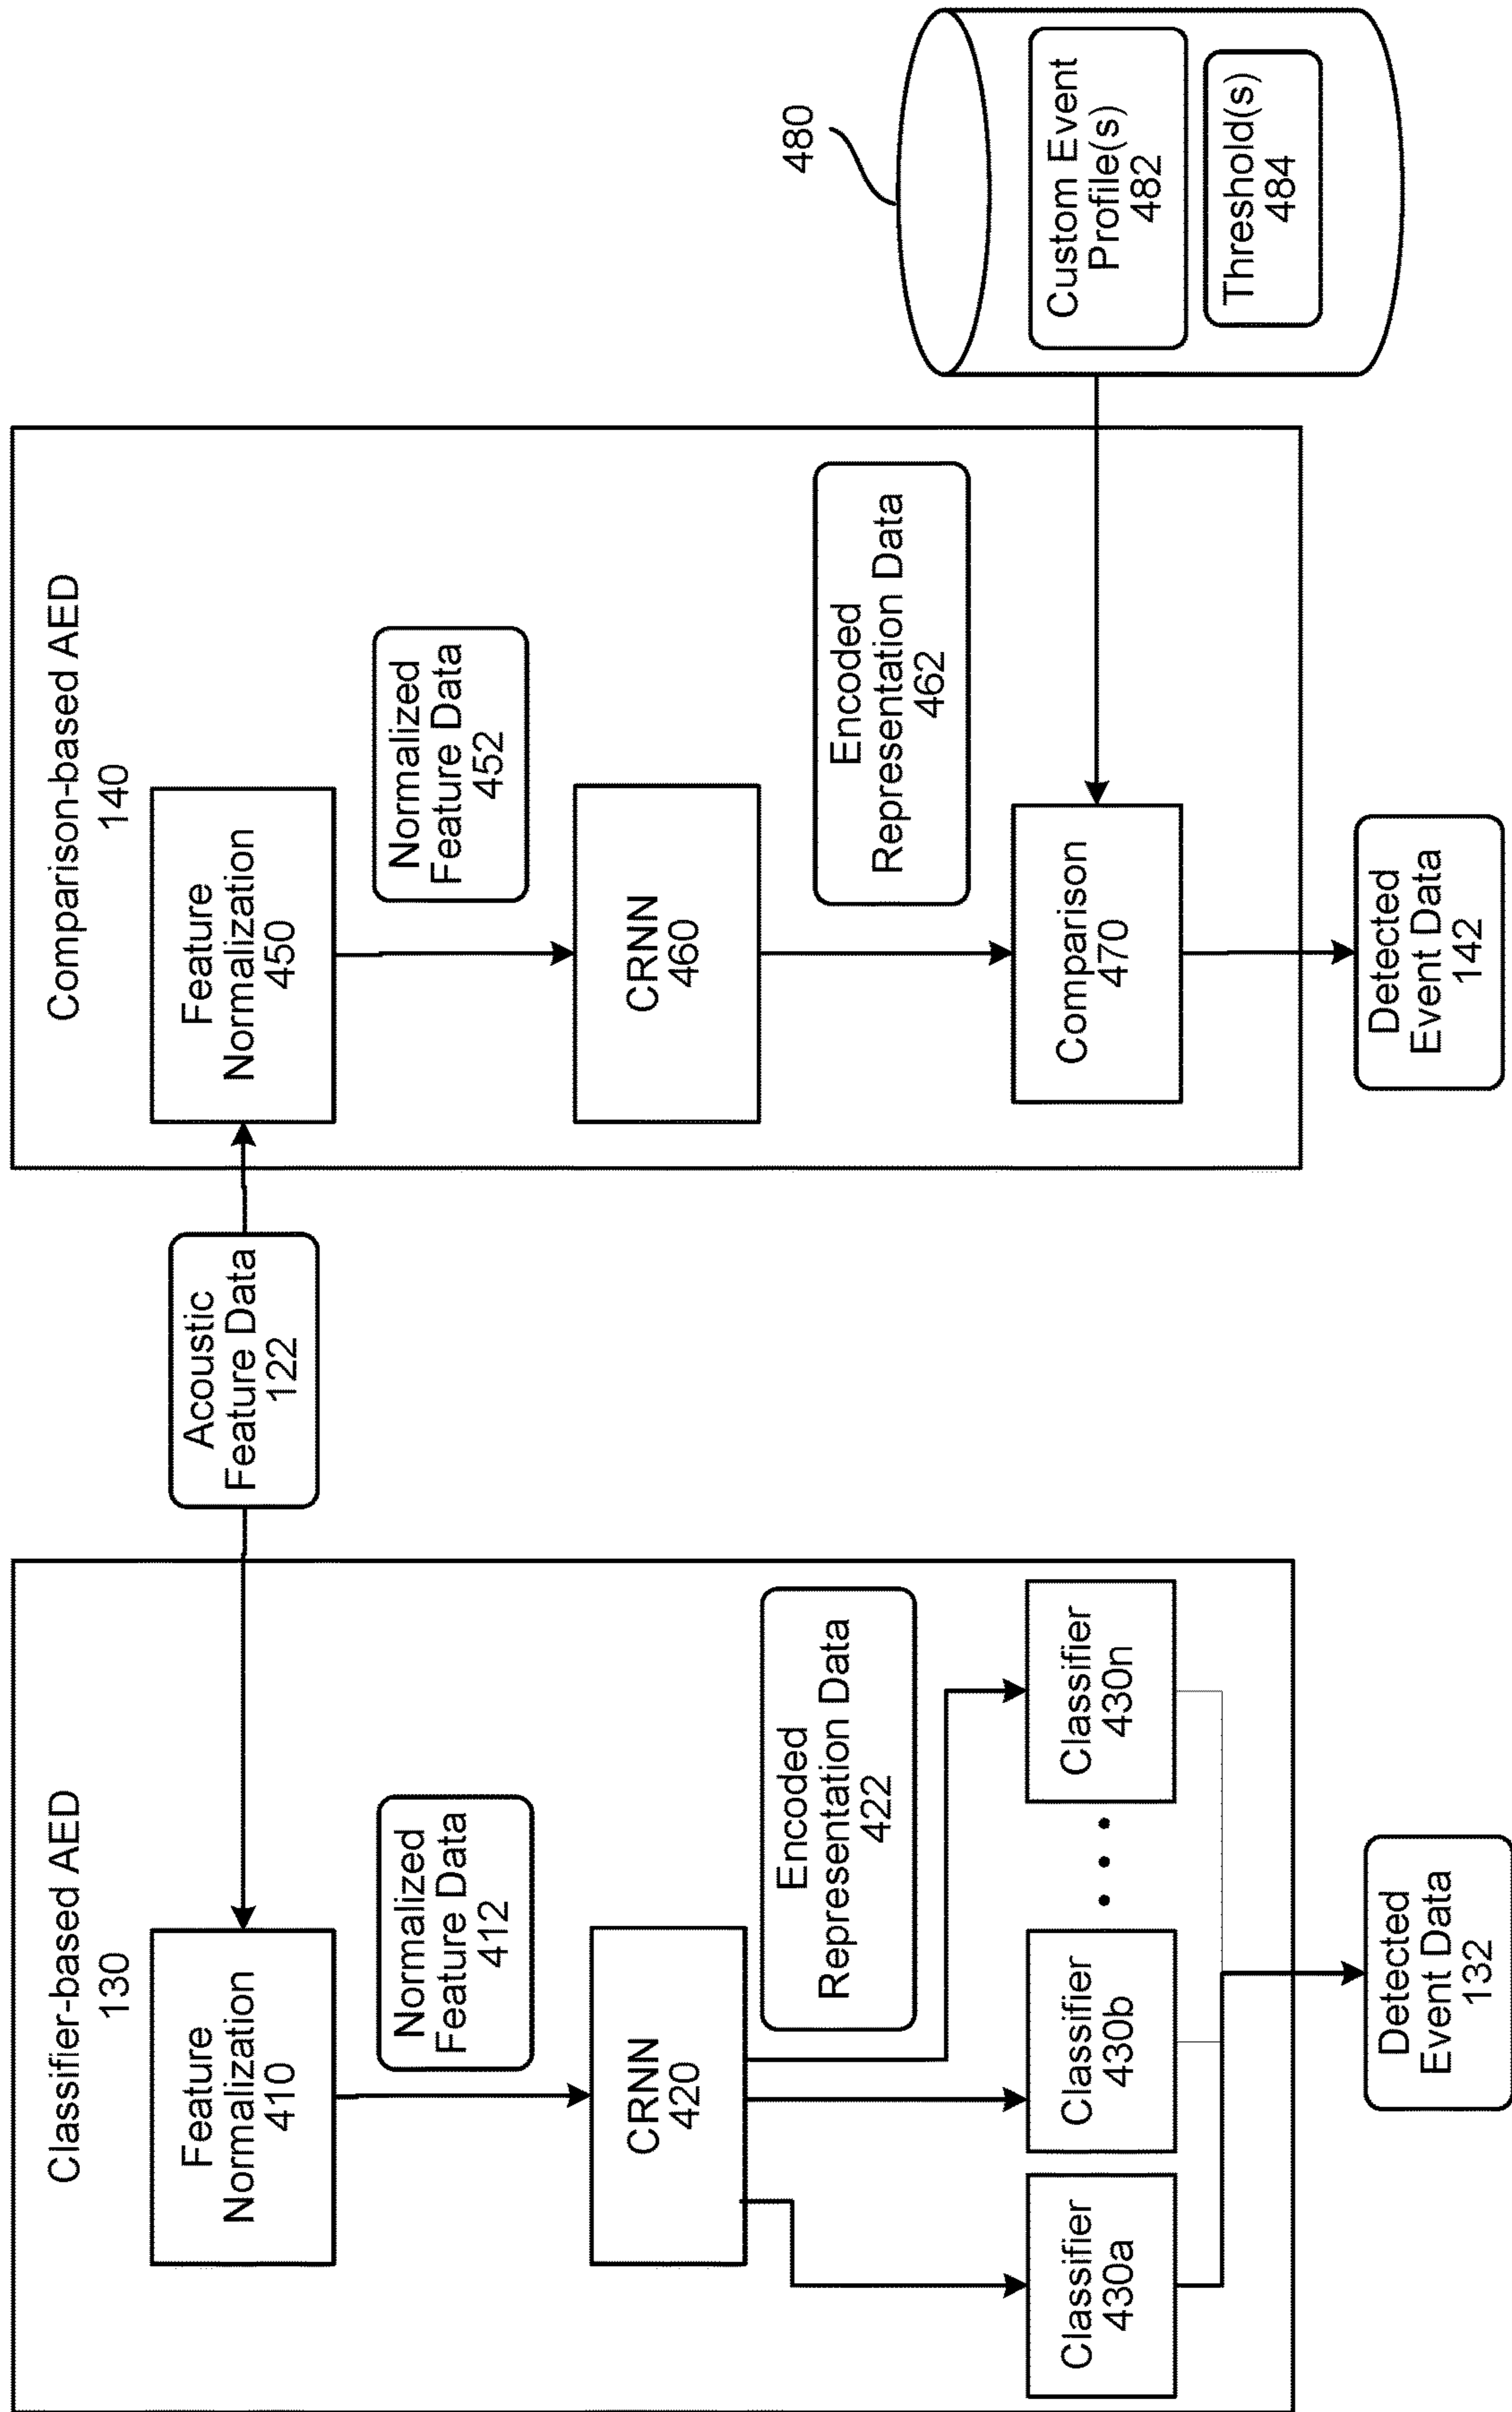 Classifier-based AED
130
Feature
Normalization
410
Normalized
Feature Data
412
CRNN
420
Encoded
Representation Data
422
Classifier
430a
Classifier
430b
Classifier
430n
Detected
Event Data
132
Acoustic
Feature Data
122
Comparison-based AED
140
Feature
Normalization
450
Normalized
Feature Data
452
CRNN
460
Encoded
Representation Data
462
Comparison
470
Detected
Event Data
142
480
Custom Event
Profile(s)
482
Threshold(s)
484